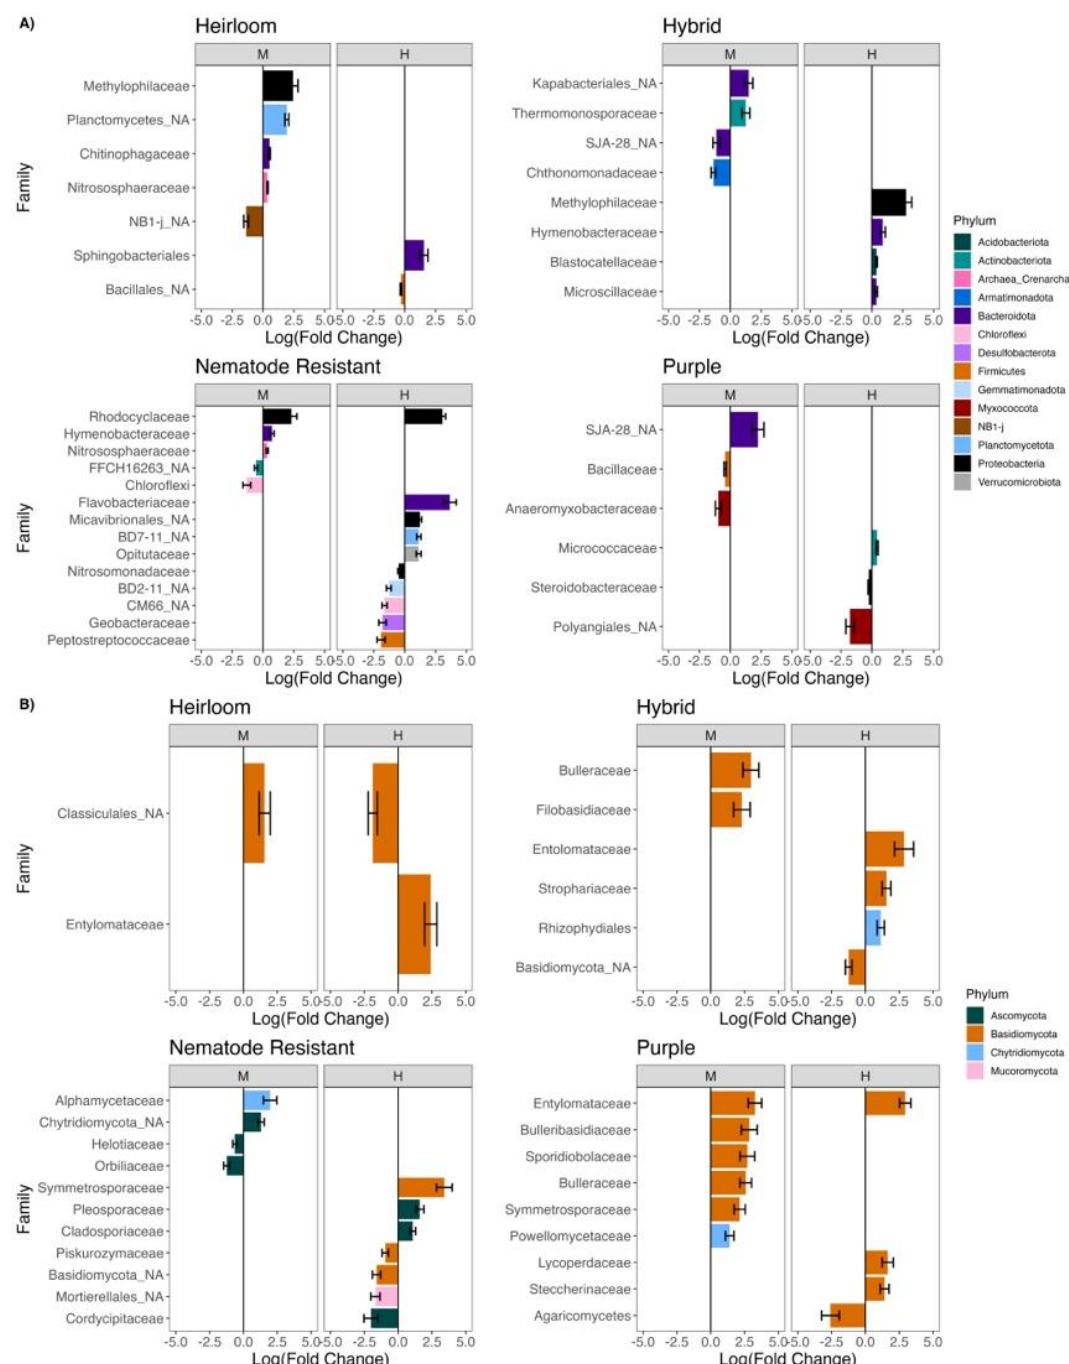 A)
Heirloom
M
H
Family
Methylophilaceae
Planctomycetes_NA
Chitinophagaceae
Nitrososphaeraceae
NB1-j_NA
Sphingobacteriales
Bacillales_NA
-5.0 -2.5 0.0 2.5 5.0 -5.0 -2.5 0.0 2.5 5.0
Log(Fold Change)
Hybrid
M
H
Kapabacteriales_NA
Thermomonosporaceae
SJA-28_NA
Chthonomonadaceae
Methylophilaceae
Hymenobacteraceae
Blastocatellaceae
Microscillaceae
-5.0 -2.5 0.0 2.5 5.0 -5.0 -2.5 0.0 2.5 5.0
Log(Fold Change)
Nematode Resistant
M
H
Family
Rhodocyclaceae
Hymenobacteraceae
Nitrososphaeraceae
FFCH16263_NA
Chloroflexi
Flavobacteriaceae
Micavibrionales_NA
BD7-11_NA
Opitutaceae
Nitrosomonadaceae
BD2-11_NA
CM66_NA
Geobacteraceae
Peptostreptococcaceae
-5.0 -2.5 0.0 2.5 5.0 -5.0 -2.5 0.0 2.5 5.0
Log(Fold Change)
Purple
M
H
SJA-28_NA
Bacillaceae
Anaeromyxobacteraceae
Micrococcaceae
Steroidobacteraceae
Polyangiales_NA
-5.0 -2.5 0.0 2.5 5.0 -5.0 -2.5 0.0 2.5 5.0
Log(Fold Change)
Phylum
Acidobacteriota
Actinobacteriota
Archaea_Crenarcha
Armatimonadota
Bacteroidota
Chloroflexi
Desulfobacterota
Firmicutes
Gemmatimonadota
Myxococcota
NB1-j
Planctomycetota
Proteobacteria
Verrucomicrobiota
B)
Heirloom
M
H
Family
Classiculales_NA
Entylomataceae
-5.0 -2.5 0.0 2.5 5.0 -5.0 -2.5 0.0 2.5 5.0
Log(Fold Change)
Hybrid
M
H
Bulleraceae
Filobasidiaceae
Entolomataceae
Strophariaceae
Rhizophydiales
Basidiomycota_NA
-5.0 -2.5 0.0 2.5 5.0 -5.0 -2.5 0.0 2.5 5.0
Log(Fold Change)
Nematode Resistant
M
H
Family
Alphamycetaceae
Chytridiomycota_NA
Helotiaceae
Orbiliaceae
Symmetrosporaceae
Pleosporaceae
Cladosporiaceae
Piskurozymaceae
Basidiomycota_NA
Mortierellales_NA
Cordycipitaceae
-5.0 -2.5 0.0 2.5 5.0 -5.0 -2.5 0.0 2.5 5.0
Log(Fold Change)
Purple
M
H
Entylomataceae
Bulleribasidiaceae
Sporidiobolaceae
Bulleraceae
Symmetrosporaceae
Powellomycetaceae
Lycoperdaceae
Steccherinaceae
Agaricomycetes
-5.0 -2.5 0.0 2.5 5.0 -5.0 -2.5 0.0 2.5 5.0
Log(Fold Change)
Phylum
Ascomycota
Basidiomycota
Chytridiomycota
Mucoromycota